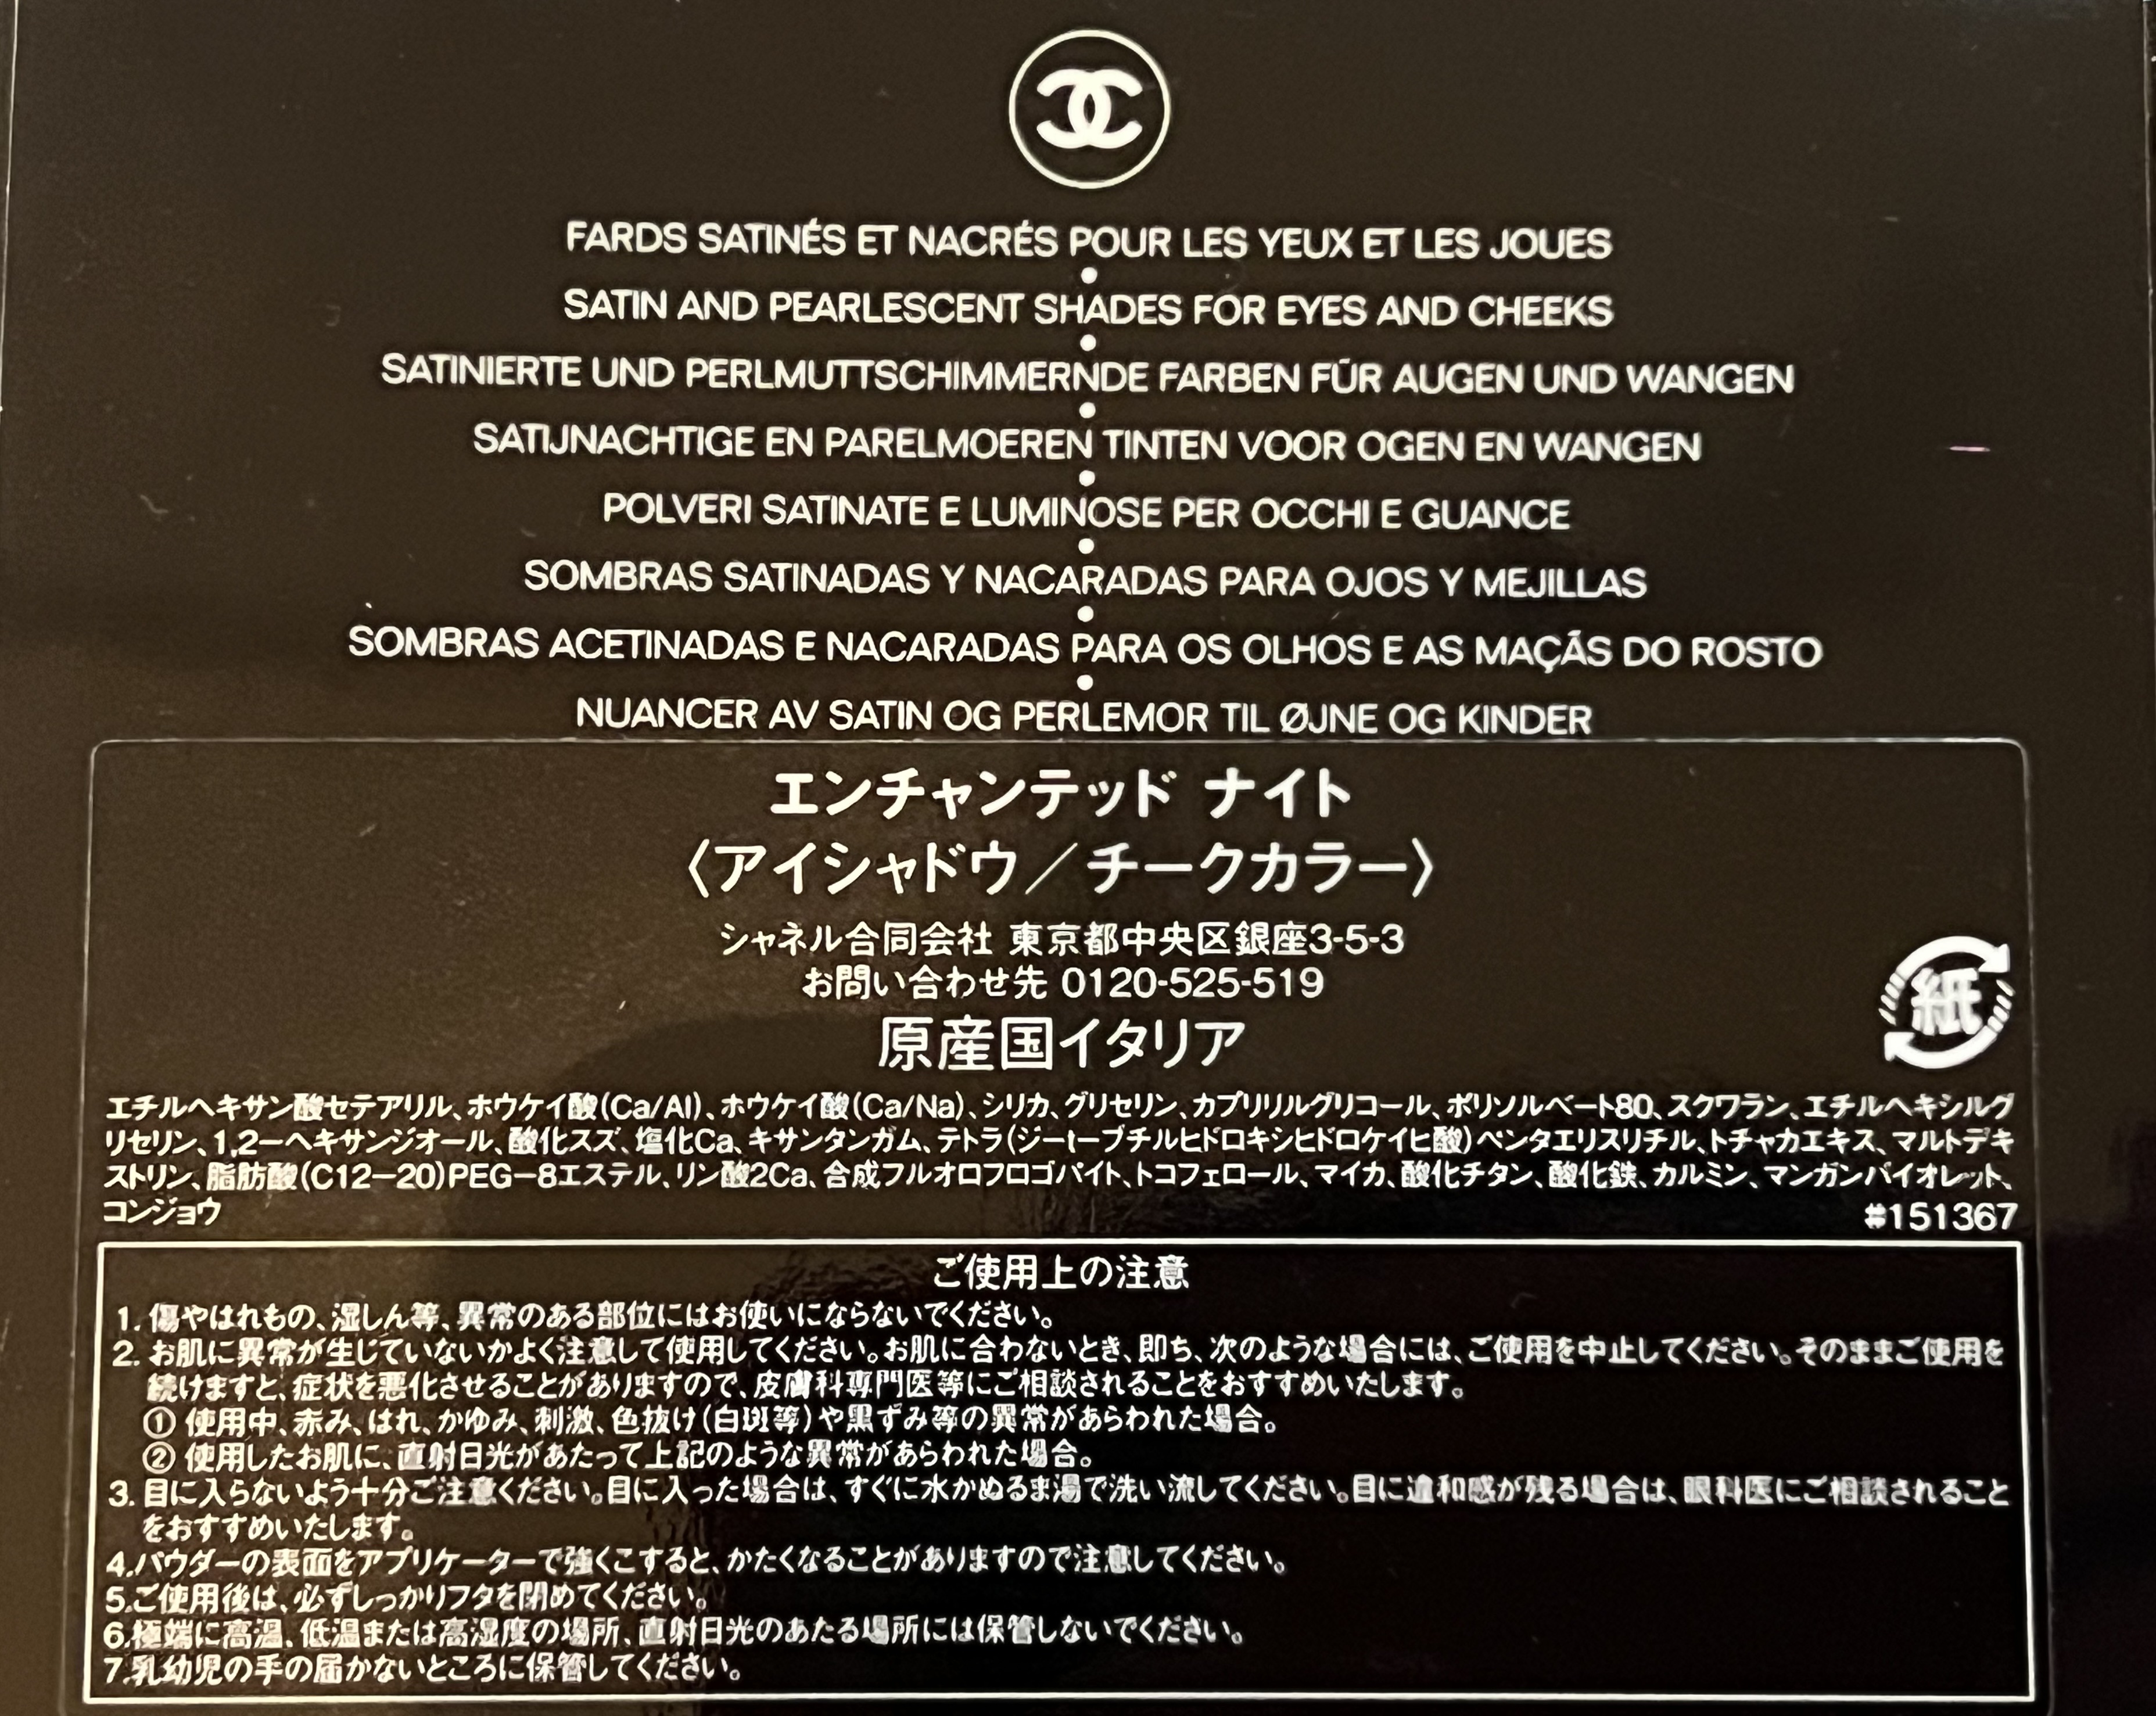 FARDS SATINÉS ET NACRÉS POUR LES YEUX ET LES JOUES
•
SATIN AND PEARLESCENT SHADES FOR EYES AND CHEEKS
•
SATINIERTE UND PERLMUTTSCHIMMERNDE FARBEN FÜR AUGEN UND WANGEN
•
SATIJNACHTIGE EN PARELMOEREN TINTEN VOOR OGEN EN WANGEN
•
POLVERI SATINATE E LUMINOSE PER OCCHI E GUANCE
•
SOMBRAS SATINADAS Y NACARADAS PARA OJOS Y MEJILLAS
•
SOMBRAS ACETINADAS E NACARADAS PARA OS OLHOS E AS MAÇÃS DO ROSTO
•
NUANCER AV SATIN OG PERLEMOR TIL ØJNE OG KINDER
エンチャンテッド ナイト
〈アイシャドウ／チークカラー〉
シャネル合同会社 東京都中央区銀座3-5-3
お問い合わせ先 0120-525-519
原産国イタリア
紙
エチルヘキサン酸セテアリル、ホウケイ酸(Ca/Al)、ホウケイ酸(Ca/Na)、シリカ、グリセリン、カプリリルグリコール、ポリソルベート80、スクワラン、エチルヘキシルグ
リセリン、1,2ーヘキサンジオール、酸化スズ、塩化Ca、キサンタンガム、テトラ(ジーtーブチルヒドロキシヒドロケイヒ酸)ペンタエリスリチル、トチャカエキス、マルトデキ
ストリン、脂肪酸(C12ー20)PEGー8エステル、リン酸2Ca、合成フルオロフロゴパイト、トコフェロール、マイカ、酸化チタン、酸化鉄、カルミン、マンガンバイオレット、
コンジョウ
#151367
ご使用上の注意
1. 傷やはれもの、湿しん等、異常のある部位にはお使いにならないでください。
2. お肌に異常が生じていないかよく注意して使用してください。お肌に合わないとき、即ち、次のような場合には、ご使用を中止してください。そのままご使用を
続けますと、症状を悪化させることがありますので、皮膚科専門医等にご相談されることをおすすめいたします。
① 使用中、赤み、はれ、かゆみ、刺激、色抜け(白斑等)や黒ずみ等の異常があらわれた場合。
② 使用したお肌に、直射日光があたって上記のような異常があらわれた場合。
3. 目に入らないよう十分ご注意ください。目に入った場合は、すぐに水かぬるま湯で洗い流してください。目に違和感が残る場合は、眼科医にご相談されること
をおすすめいたします。
4.パウダーの表面をアプリケーターで強くこすると、かたくなることがありますので注意してください。
5.ご使用後は、必ずしっかりフタを閉めてください。
6.極端に高温、低温または高湿度の場所、直射日光のあたる場所には保管しないでください。
7.乳幼児の手の届かないところに保管してください。